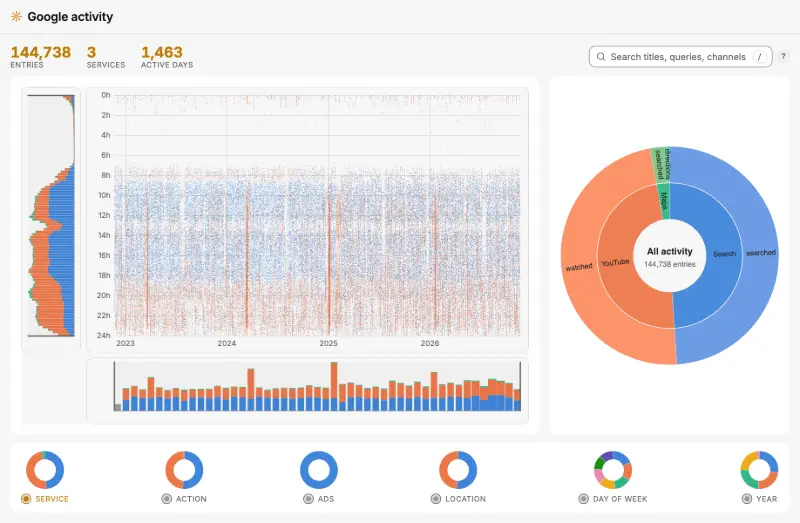 Google activity
144,738
ENTRIES
3
SERVICES
1,463
ACTIVE DAYS
Search titles, queries, channels
/
?
0h
2h
4h
6h
8h
10h
12h
14h
16h
18h
20h
22h
24h
2023
2024
2025
2026
directions
searched
Maps
All activity
144,738 entries
Search
searched
YouTube
watched
SERVICE
ACTION
ADS
LOCATION
DAY OF WEEK
YEAR